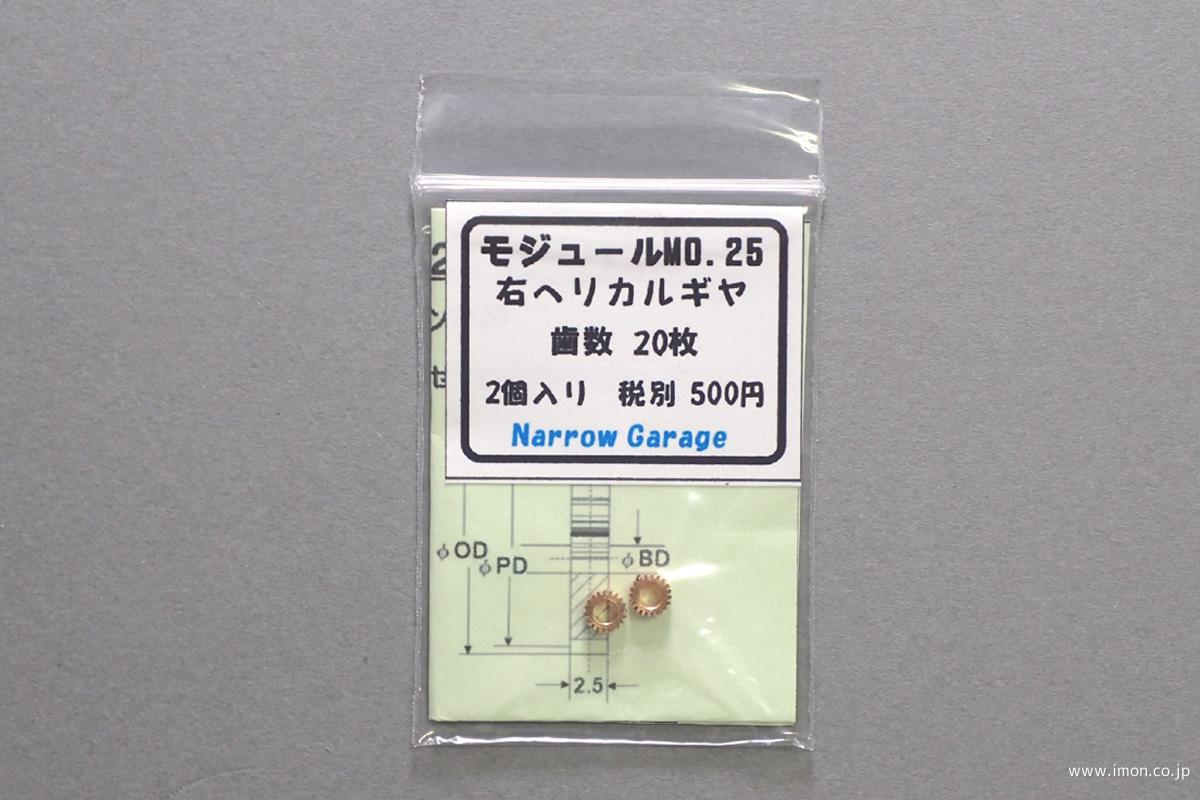 モジュールM0.25
右ヘリカルギヤ
歯数 20枚
2個入り 税別 500円
Narrow Garage
φOD
φPD
φBD
2.5
www.imon.co.jp